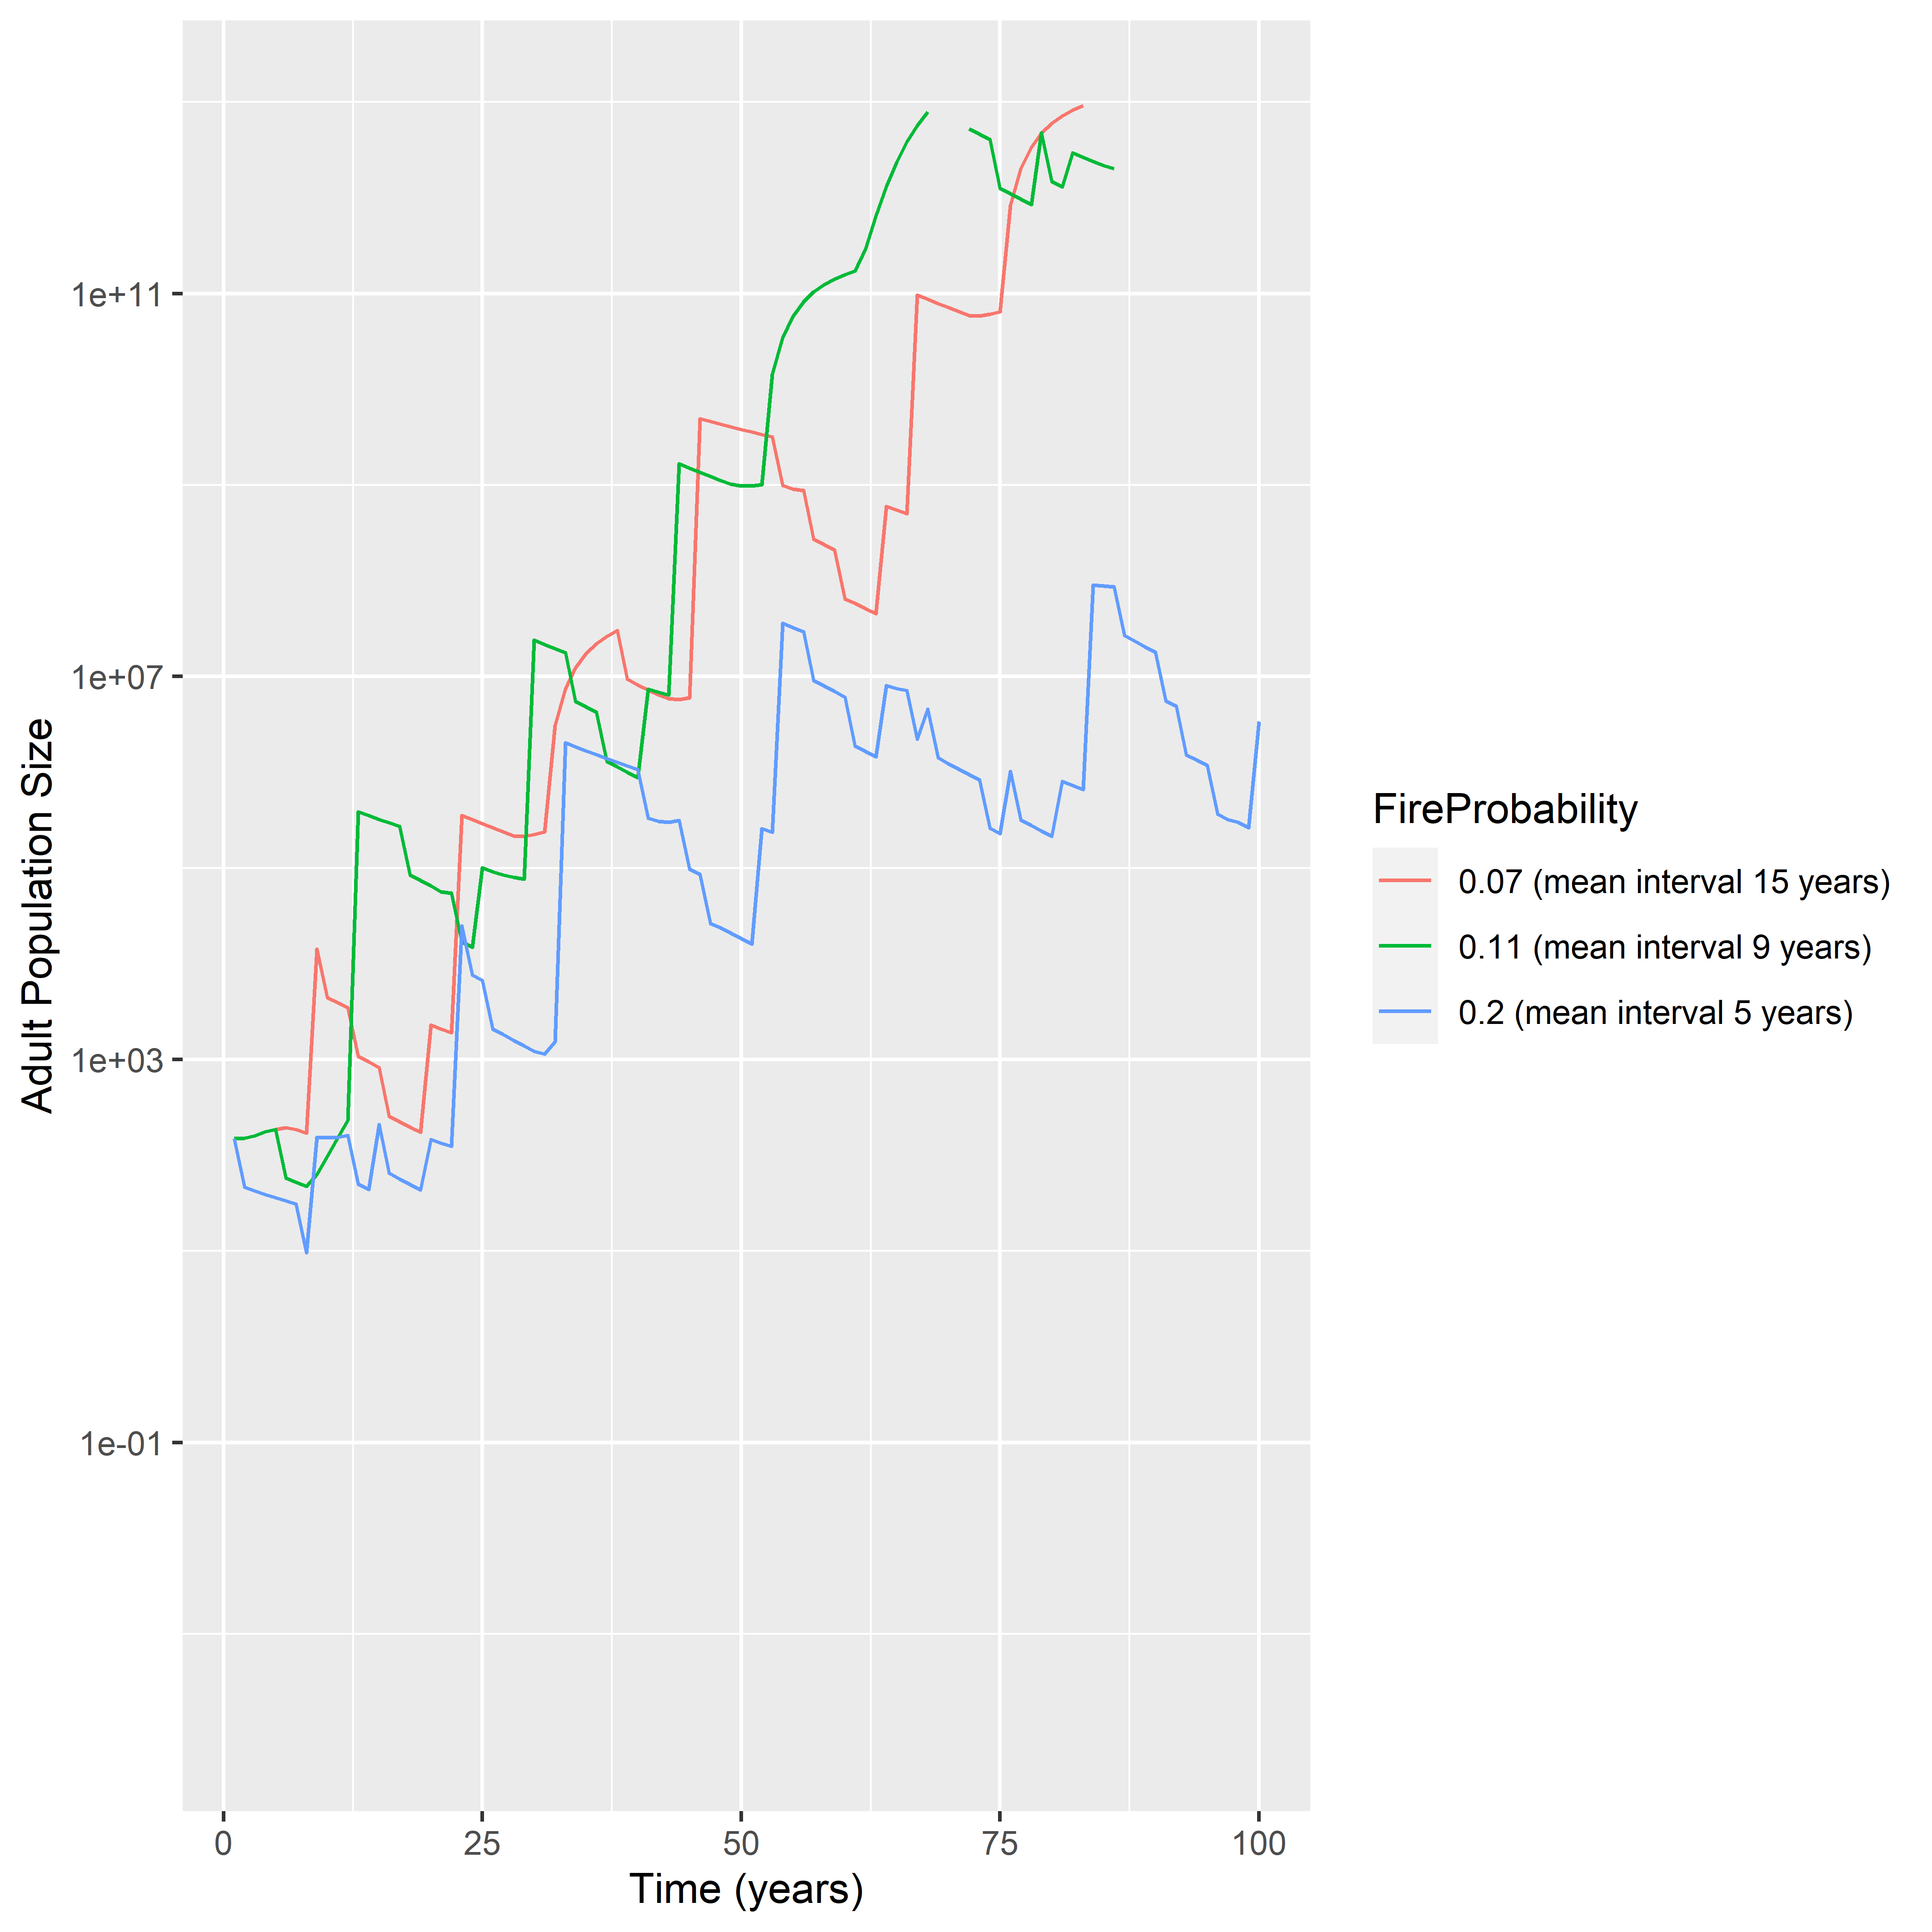 1e+11
1e+07
1e+03
1e-01
Adult Population Size
0
25
50
75
100
Time (years)
FireProbability
0.07 (mean interval 15 years)
0.11 (mean interval 9 years)
0.2 (mean interval 5 years)